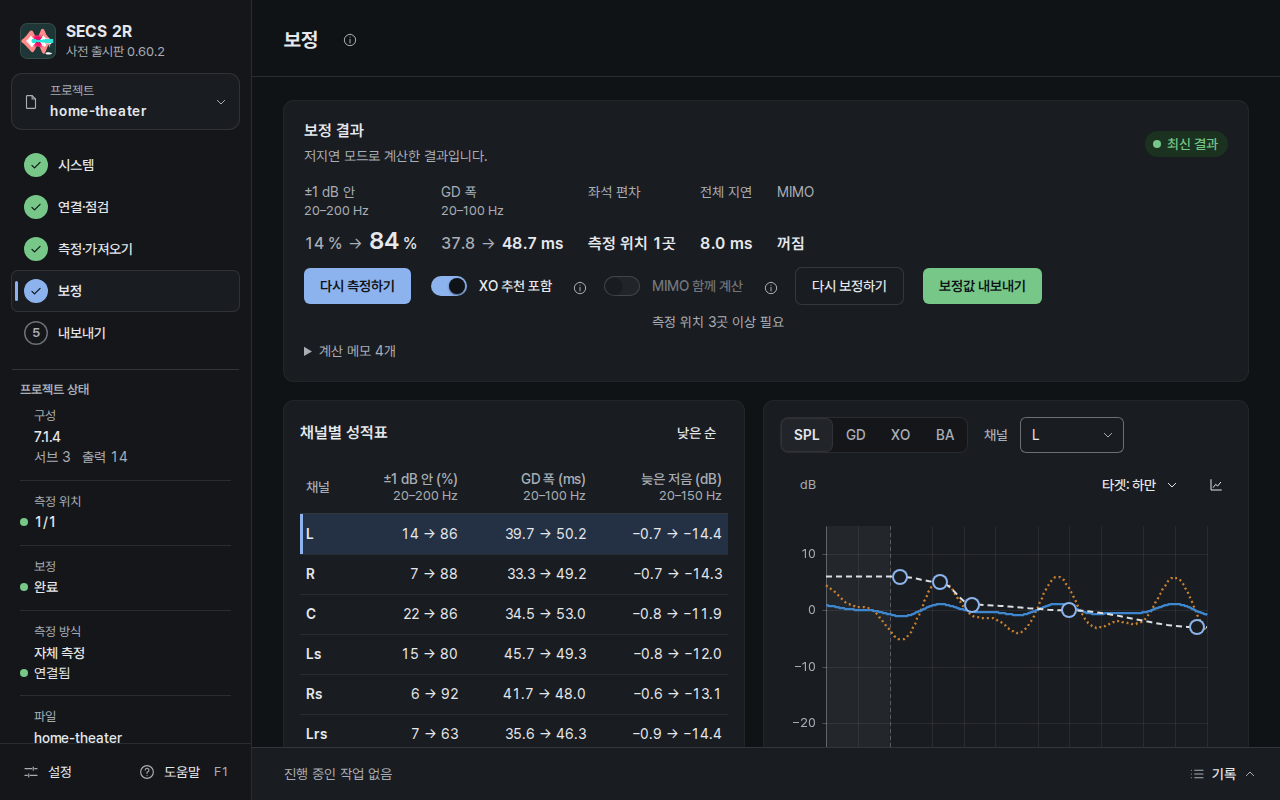 SECS 2R
사전 출시판 0.60.2
프로젝트
home-theater
시스템
연결·점검
측정·가져오기
보정
5 내보내기
프로젝트 상태
구성
7.1.4
서브 3 출력 14
측정 위치
1/1
보정
완료
측정 방식
자체 측정
연결됨
파일
home-theater
설정
도움말 F1
보정
보정 결과
저지연 모드로 계산한 결과입니다.
최신 결과
±1 dB 안 GD 폭 좌석 편차 전체 지연 MIMO
20–200 Hz 20–100 Hz
14 % → 84 % 37.8 → 48.7 ms 측정 위치 1곳 8.0 ms 꺼짐
다시 측정하기 XO 추천 포함 MIMO 함께 계산 다시 보정하기 보정값 내보내기
측정 위치 3곳 이상 필요
▶ 계산 메모 4개
채널별 성적표 낮은 순
채널 ±1 dB 안 (%) GD 폭 (ms) 늦은 저음 (dB)
20–200 Hz 20–100 Hz 20–150 Hz
L 14 → 86 39.7 → 50.2 −0.7 → −14.4
R 7 → 88 33.3 → 49.2 −0.7 → −14.3
C 22 → 86 34.5 → 53.0 −0.8 → −11.9
Ls 15 → 80 45.7 → 49.3 −0.8 → −12.0
Rs 6 → 92 41.7 → 48.0 −0.6 → −13.1
Lrs 7 → 63 35.6 → 46.3 −0.9 → −14.4
SPL GD XO BA 채널 L
dB 타겟: 하만
10
0
−10
−20
진행 중인 작업 없음
기록